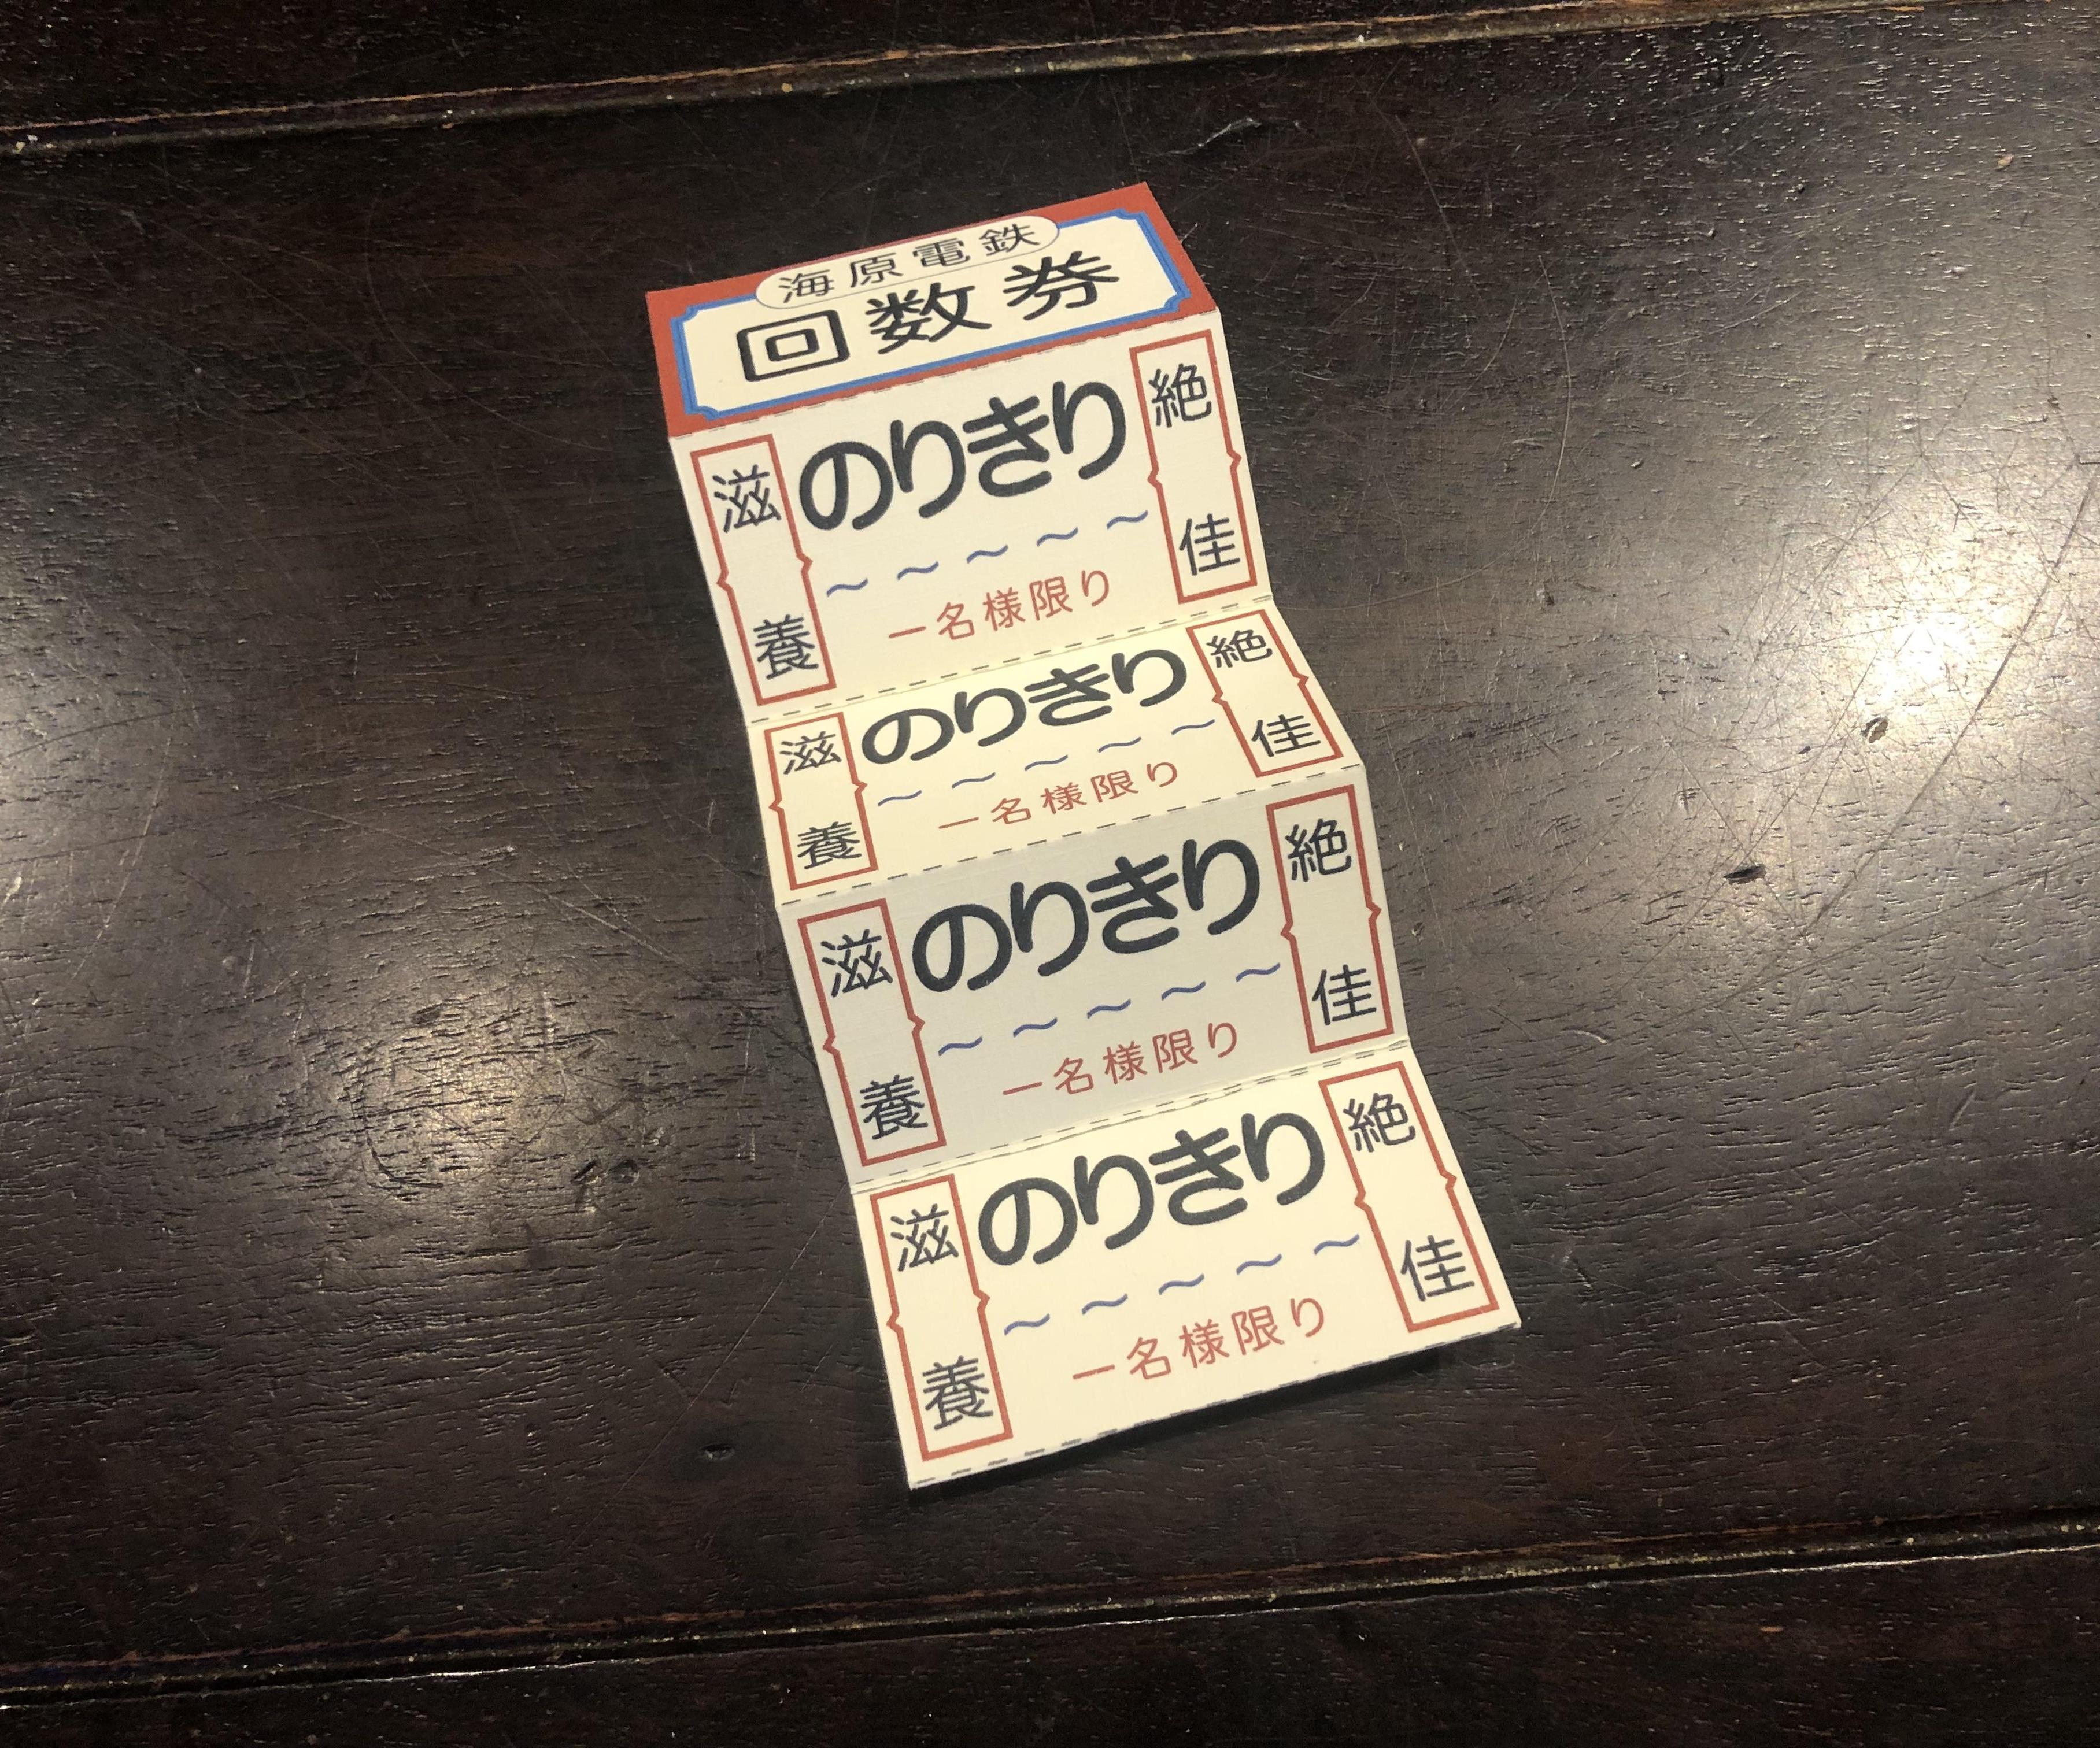 海原電鉄
回数券
滋養
のりきり
~~~~~
一名様限り
絶佳
滋養
のりきり
~~~~~
一名様限り
絶佳
滋養
のりきり
~~~~~
一名様限り
絶佳
滋養
のりきり
~~~~~
一名様限り
絶佳